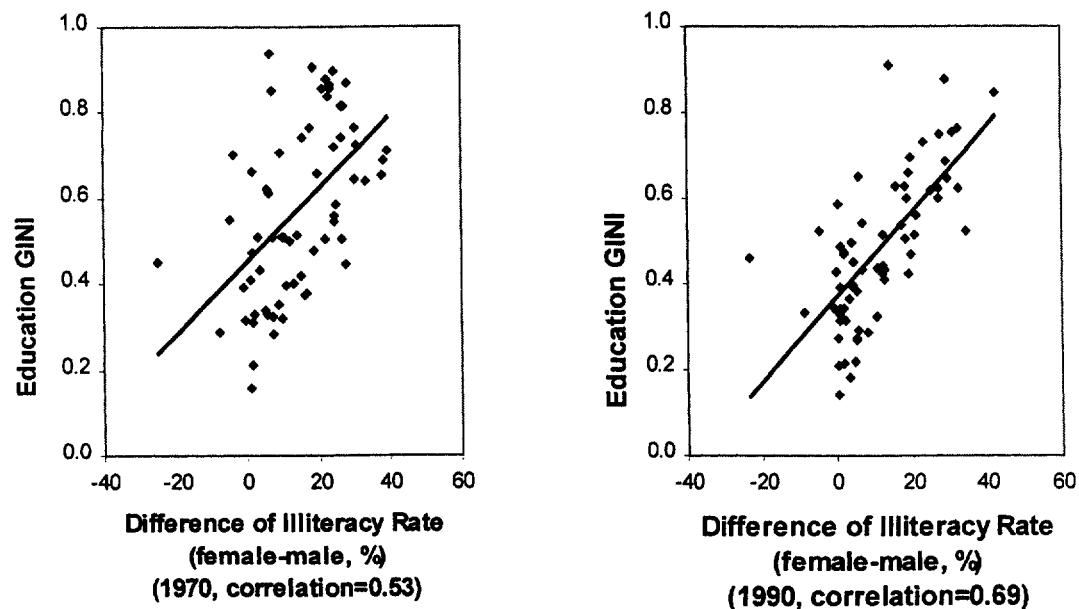 1.0
0.8
0.6
0.4
0.2
0.0
Education GINI
-40 -20 0 20 40 60
Difference of Illiteracy Rate
(female-male, %)
(1970, correlation=0.53)
1.0
0.8
0.6
0.4
0.2
0.0
Education GINI
-40 -20 0 20 40 60
Difference of Illiteracy Rate
(female-male, %)
(1990, correlation=0.69)